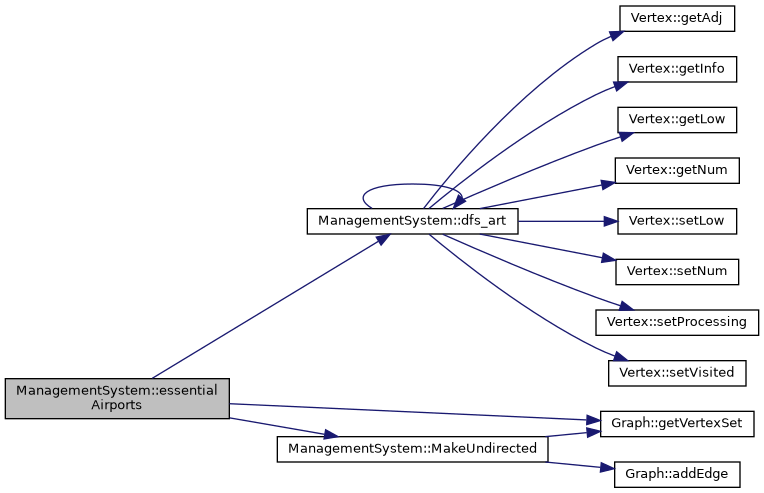 Vertex::getAdj
Vertex::getInfo
Vertex::getLow
Vertex::getNum
ManagementSystem::dfs_art
Vertex::setLow
Vertex::setNum
Vertex::setProcessing
Vertex::setVisited
ManagementSystem::essential
Airports
Graph::getVertexSet
ManagementSystem::MakeUndirected
Graph::addEdge